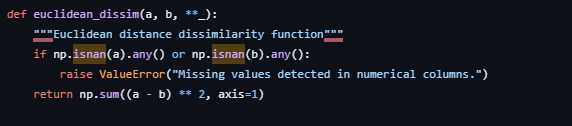 def euclidean_dissim(a, b, **_):
    """Euclidean distance dissimilarity function"""
    if np.isnan(a).any() or np.isnan(b).any():
        raise ValueError("Missing values detected in numerical columns.")
    return np.sum((a - b) ** 2, axis=1)